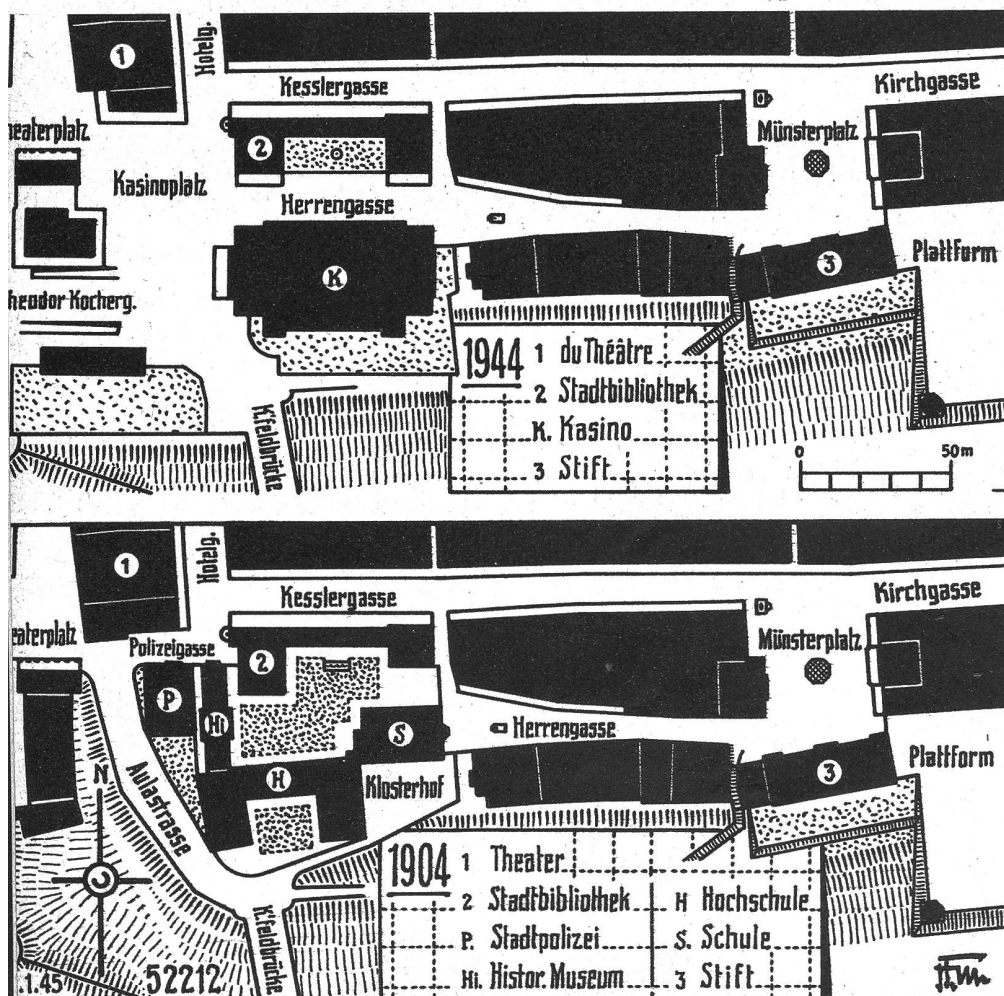 1
Hotelg.
Kesslergasse
Kirchgasse
Münsterplatz
eaterplatz
2
Kasinoplatz
Herrengasse
K
3
Plattform
heodor Kocherg.
K'feldbrücke
1944
1 du Théâtre
2 Stadtbibliothek
K. Kasino
3 Stift
0 50m
1
Hotelg.
Kesslergasse
Kirchgasse
eaterplatz
Polizeigasse
Münsterplatz
2
P
Hi
S
Herrengasse
H
Klosterhof
3
Plattform
N
Aulastrasse
K'feldbrücke
1904
1 Theater
2 Stadtbibliothek
P. Stadtpolizei
Hi. Histor. Museum
H Hochschule
S. Schule
3 Stift
1.45
52212